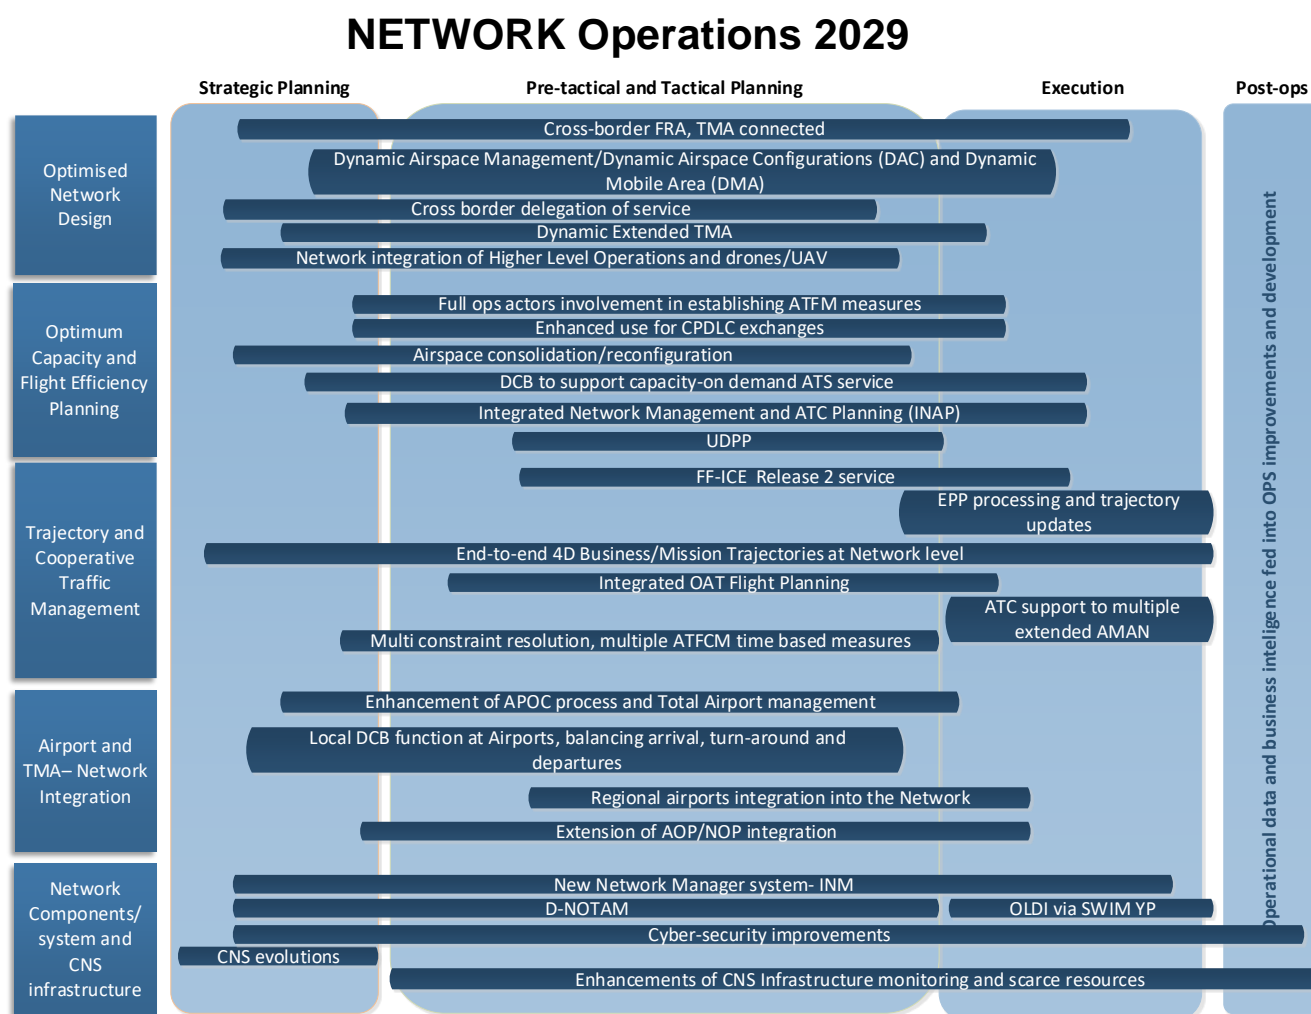 NETWORK Operations 2029
Strategic Planning
Pre-tactical and Tactical Planning
Execution
Post-ops
Optimised
Network
Design
Cross-border FRA, TMA connected
Dynamic Airspace Management/Dynamic Airspace Configurations (DAC) and Dynamic
Mobile Area (DMA)
Cross border delegation of service
Dynamic Extended TMA
Network integration of Higher Level Operations and drones/UAV
Optimum
Capacity and
Flight Efficiency
Planning
Full ops actors involvement in establishing ATFM measures
Enhanced use for CPDLC exchanges
Airspace consolidation/reconfiguration
DCB to support capacity-on demand ATS service
Integrated Network Management and ATC Planning (INAP)
UDPP
Trajectory and
Cooperative
Traffic
Management
FF-ICE Release 2 service
EPP processing and trajectory
updates
End-to-end 4D Business/Mission Trajectories at Network level
Integrated OAT Flight Planning
ATC support to multiple
extended AMAN
Multi constraint resolution, multiple ATFCM time based measures
Airport and
TMA– Network
Integration
Enhancement of APOC process and Total Airport management
Local DCB function at Airports, balancing arrival, turn-around and
departures
Regional airports integration into the Network
Extension of AOP/NOP integration
Network
Components/
system and
CNS
infrastructure
New Network Manager system- INM
D-NOTAM
OLDI via SWIM YP
Cyber-security improvements
CNS evolutions
Enhancements of CNS Infrastructure monitoring and scarce resources
Operational data and business inteligence fed into OPS improvements and development